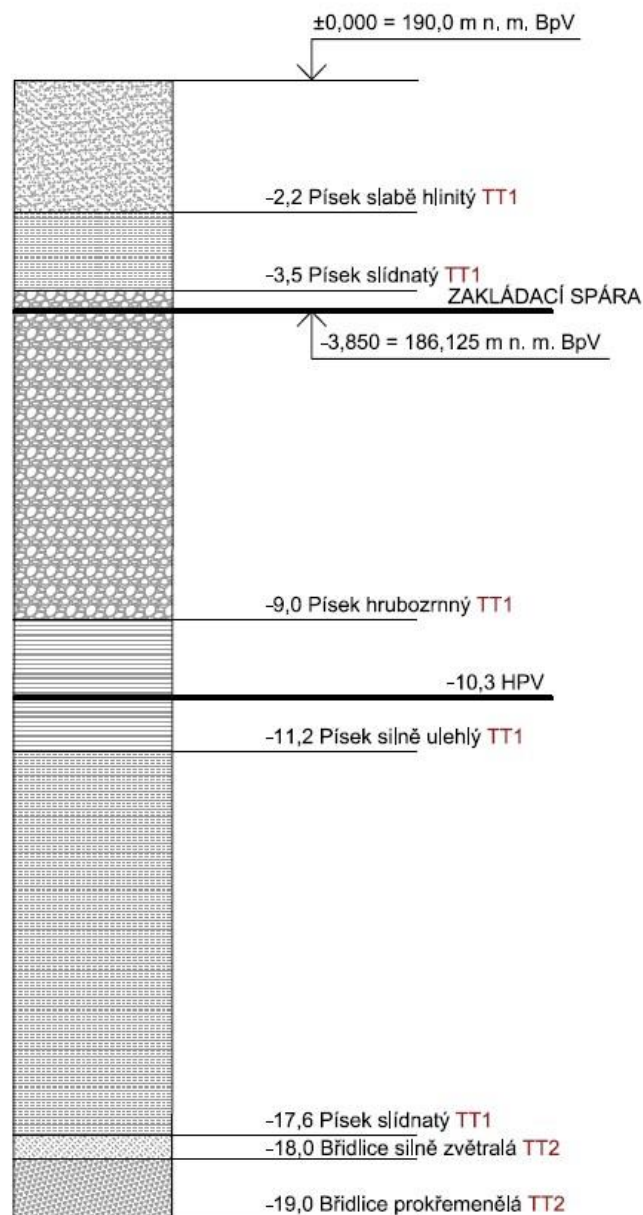 ±0,000 = 190,0 m n. m. BpV
-2,2 Písek slabě hlinitý TT1
-3,5 Písek slídnatý TT1
ZAKLÁDACÍ SPÁRA
-3,850 = 186,125 m n. m. BpV
-9,0 Písek hrubozrnný TT1
-10,3 HPV
-11,2 Písek silně ulehlý TT1
-17,6 Písek slídnatý TT1
-18,0 Břidlice silně zvětralá TT2
-19,0 Břidlice prokřemenělá TT2